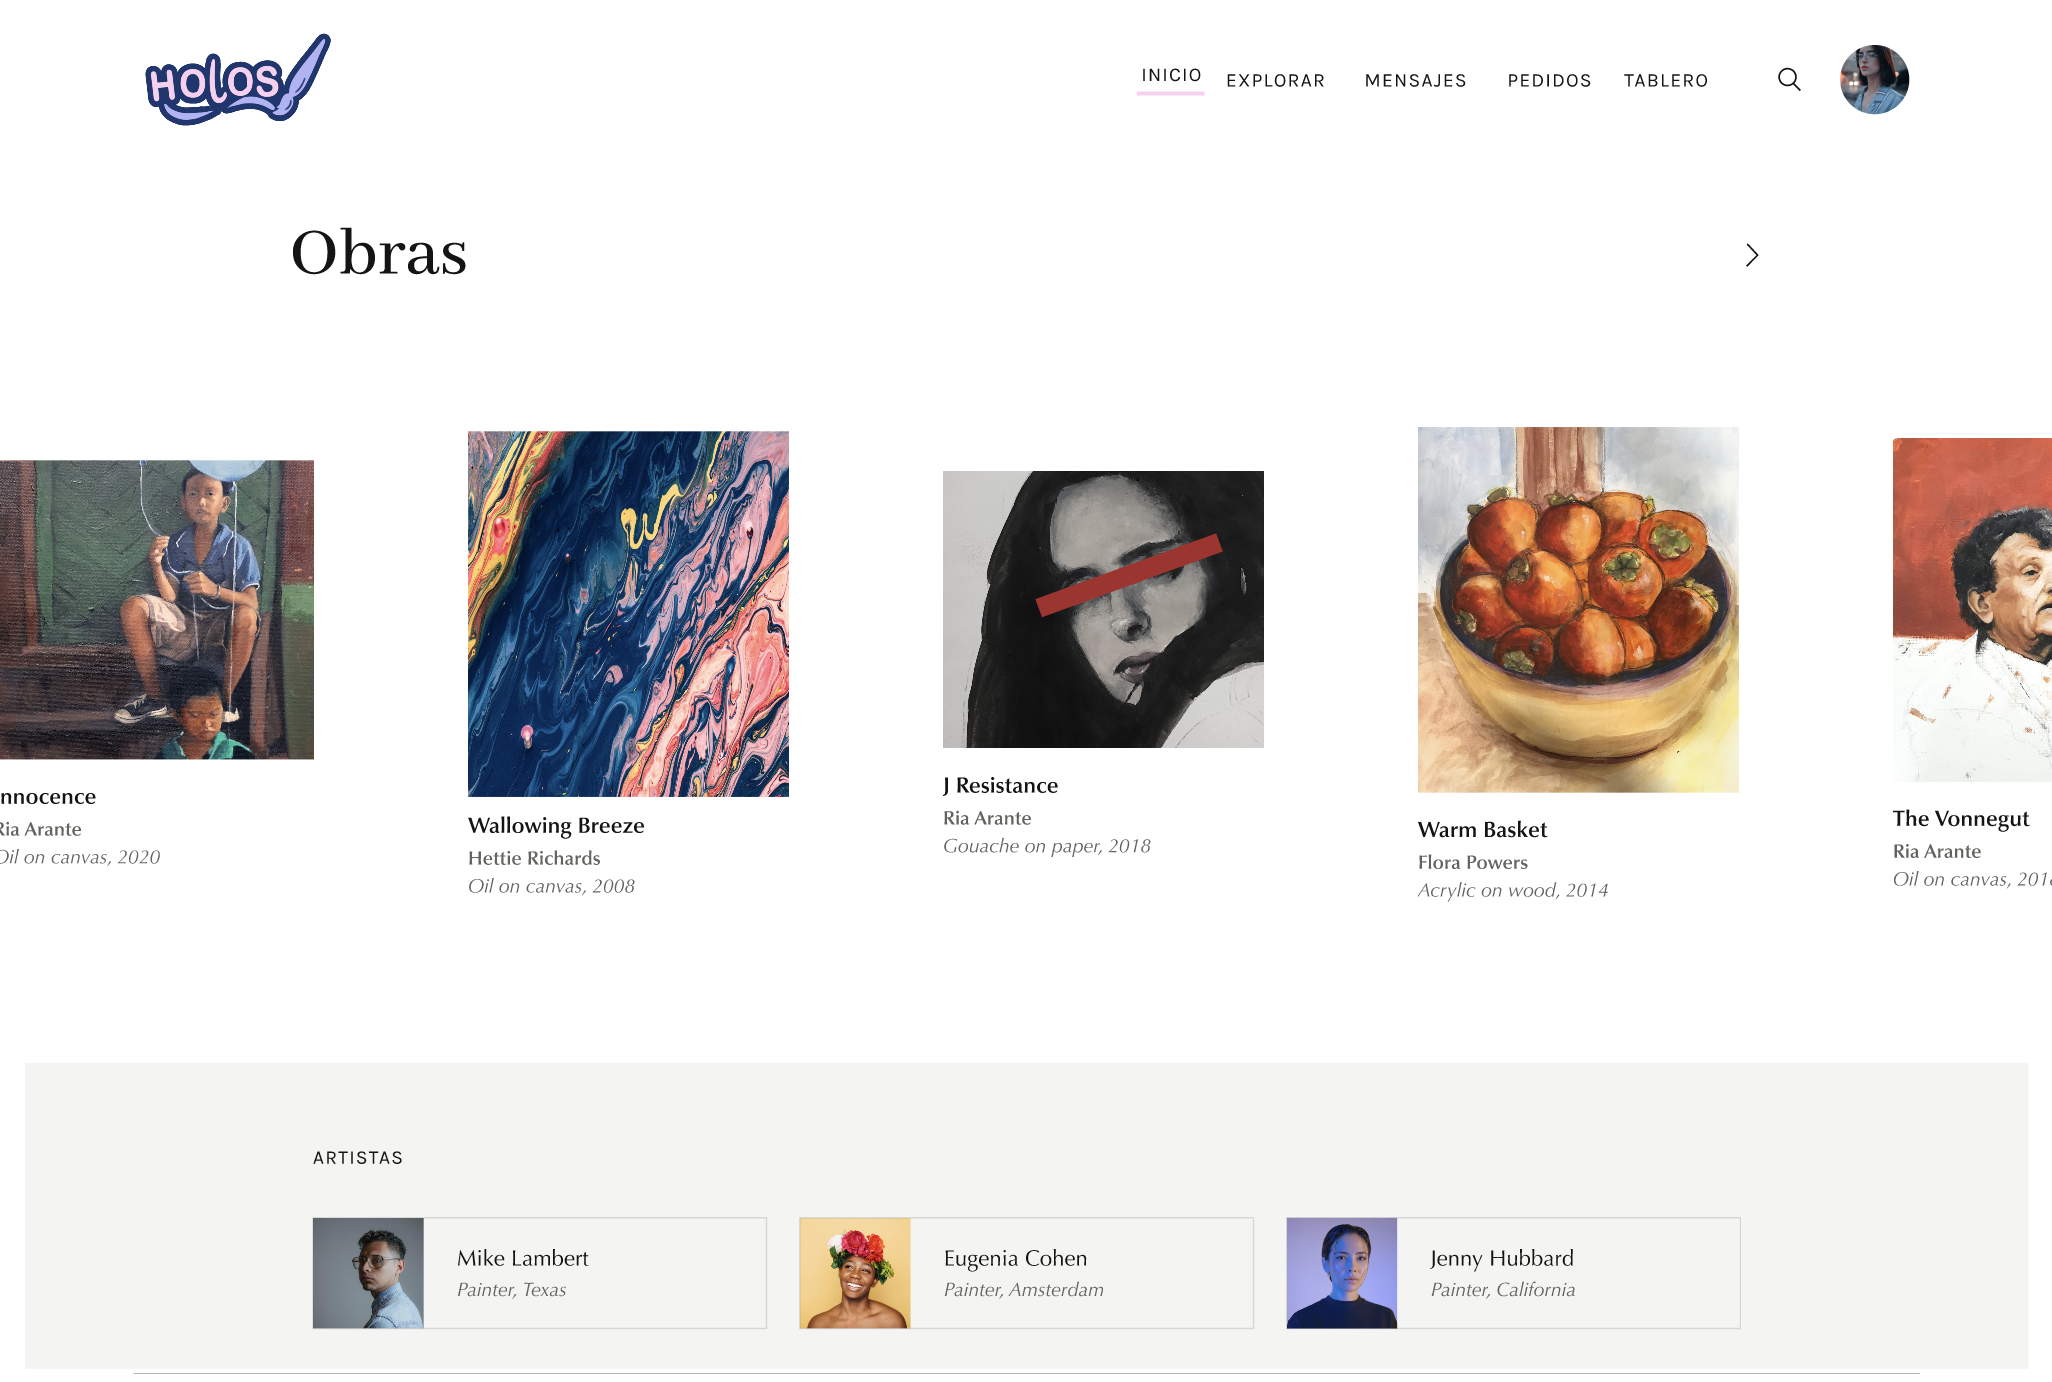 Holos
INICIO EXPLORAR MENSAJES PEDIDOS TABLERO
Obras
nnocence
Ria Arante
Oil on canvas, 2020
Wallowing Breeze
Hettie Richards
Oil on canvas, 2008
J Resistance
Ria Arante
Gouache on paper, 2018
Warm Basket
Flora Powers
Acrylic on wood, 2014
The Vonnegut
Ria Arante
Oil on canvas,
ARTISTAS
Mike Lambert
Painter, Texas
Eugenia Cohen
Painter, Amsterdam
Jenny Hubbard
Painter, California